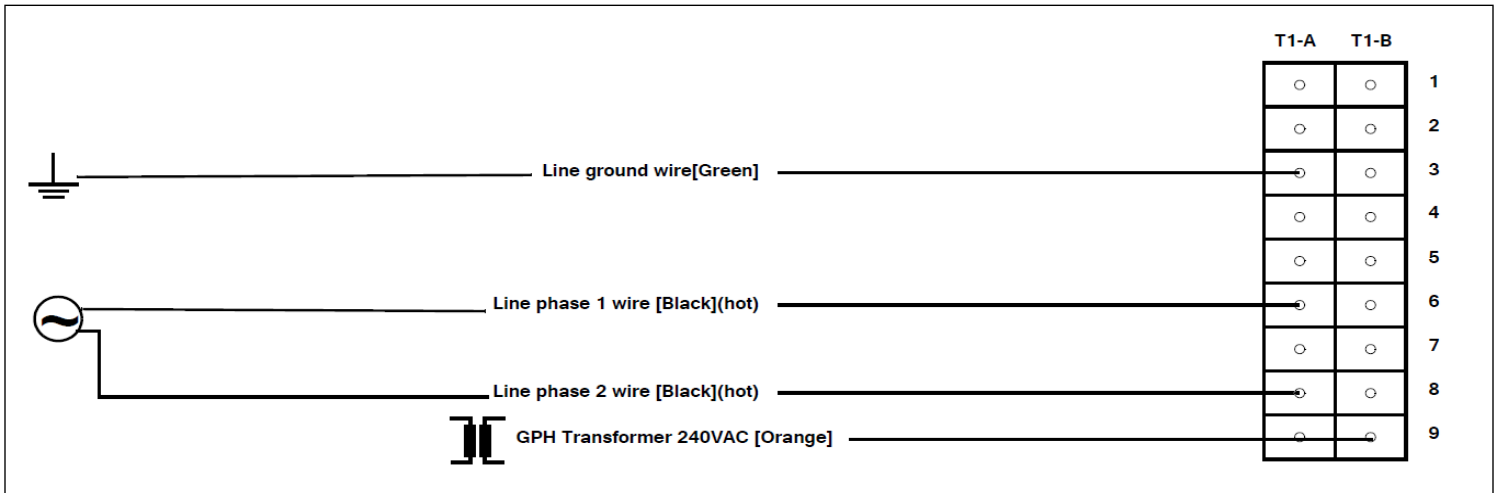 T1-A T1-B
1
2
Line ground wire[Green] 3
4
5
Line phase 1 wire [Black](hot) 6
7
Line phase 2 wire [Black](hot) 8
GPH Transformer 240VAC [Orange] 9